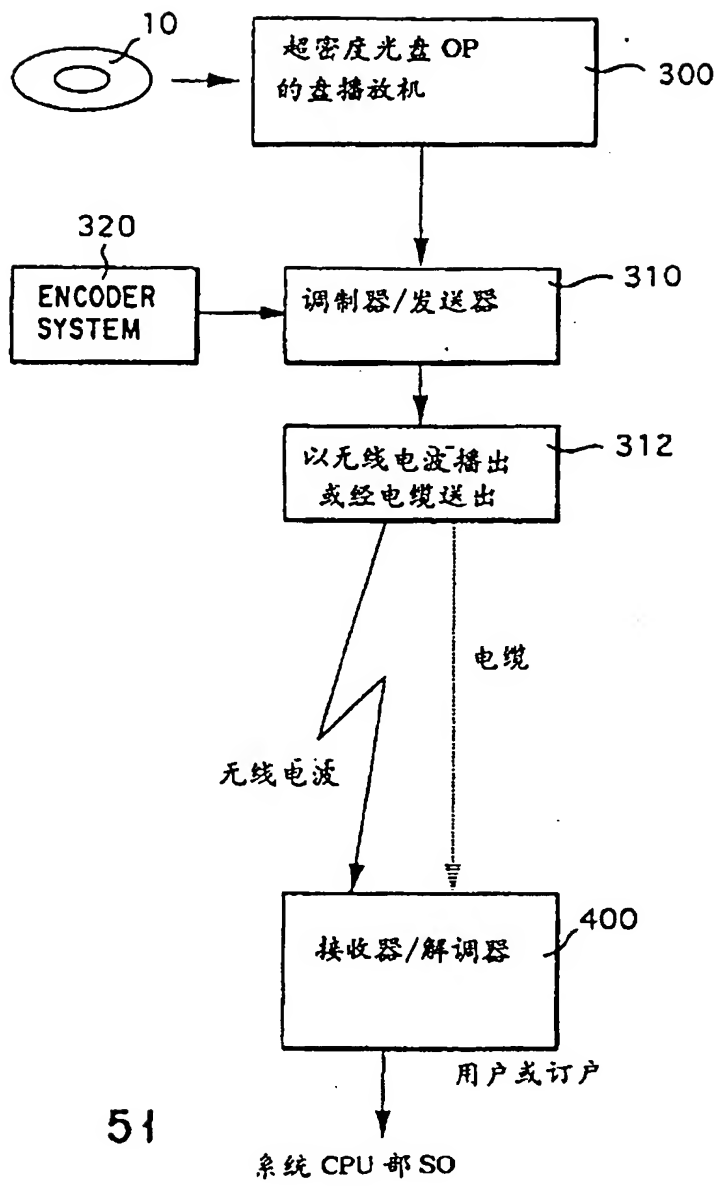 10
超密度光盘 OP
的盘播放机
300
320
ENCODER
SYSTEM
调制器/发送器
310
以无线电波播出
或经电缆送出
312
电缆
无线电波
接收器/解调器
400
用户或订户
51
系统 CPU 部 SO